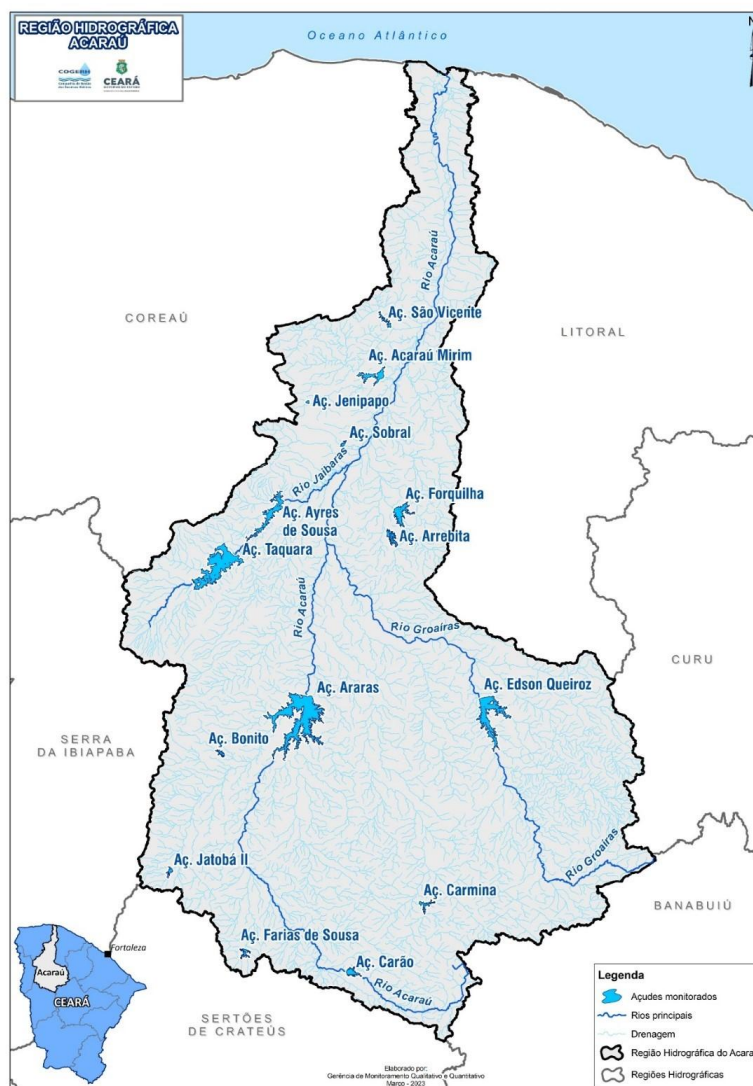 REGIÃO HIDROGRÁFICA
ACARAÚ
COGERH
CEARÁ
GOVERNO DO ESTADO
Oceano Atlântico
N
COREAÚ
LITORAL
Rio Acaraú
Aç. São Vicente
Aç. Acaraú Mirim
Aç. Jenipapo
Aç. Sobral
Rio Jaibaras
Aç. Forquilha
Aç. Ayres
de Sousa
Aç. Arrebita
Aç. Taquara
Rio Acaraú
Rio Groaíras
CURU
Aç. Araras
Aç. Edson Queiroz
SERRA
DA IBIAPABA
Aç. Bonito
Rio Groaíras
Aç. Jatobá II
Aç. Carmina
BANABUIÚ
Aç. Farias de Sousa
Aç. Carão
Rio Acaraú
SERTÕES
DE CRATEÚS
Fortaleza
Acaraú
CEARÁ
Legenda
Açudes monitorados
Rios principais
Drenagem
Região Hidrográfica do Acara
Regiões Hidrográficas
Elaborado por:
Gerência de Monitoramento Qualitativo e Quantitativo
Março - 2023